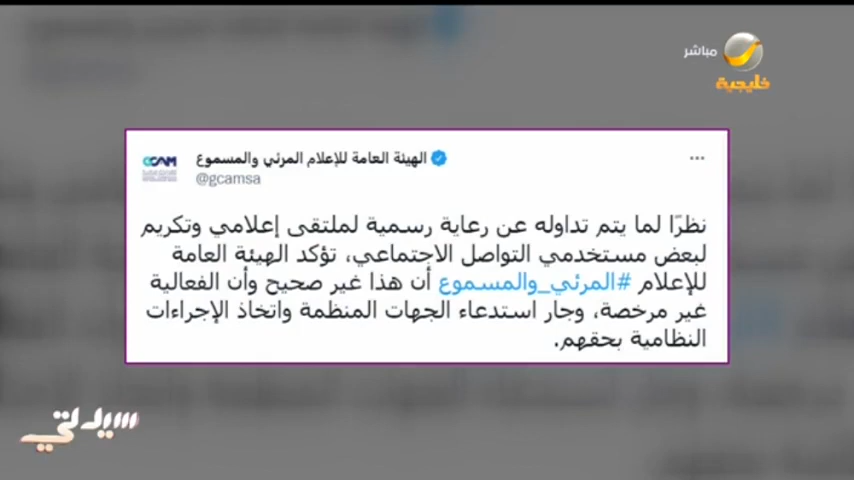 مباشر
خليجية
الهيئة العامة للإعلام المرئي والمسموع
@gcamsa
GCAM
نظرًا لما يتم تداوله عن رعاية رسمية لملتقى إعلامي وتكريم
لبعض مستخدمي التواصل الاجتماعي، تؤكد الهيئة العامة
للإعلام #المرئي_والمسموع أن هذا غير صحيح وأن الفعالية
غير مرخصة، وجار استدعاء الجهات المنظمة واتخاذ الإجراءات
النظامية بحقهم.
سيدتي